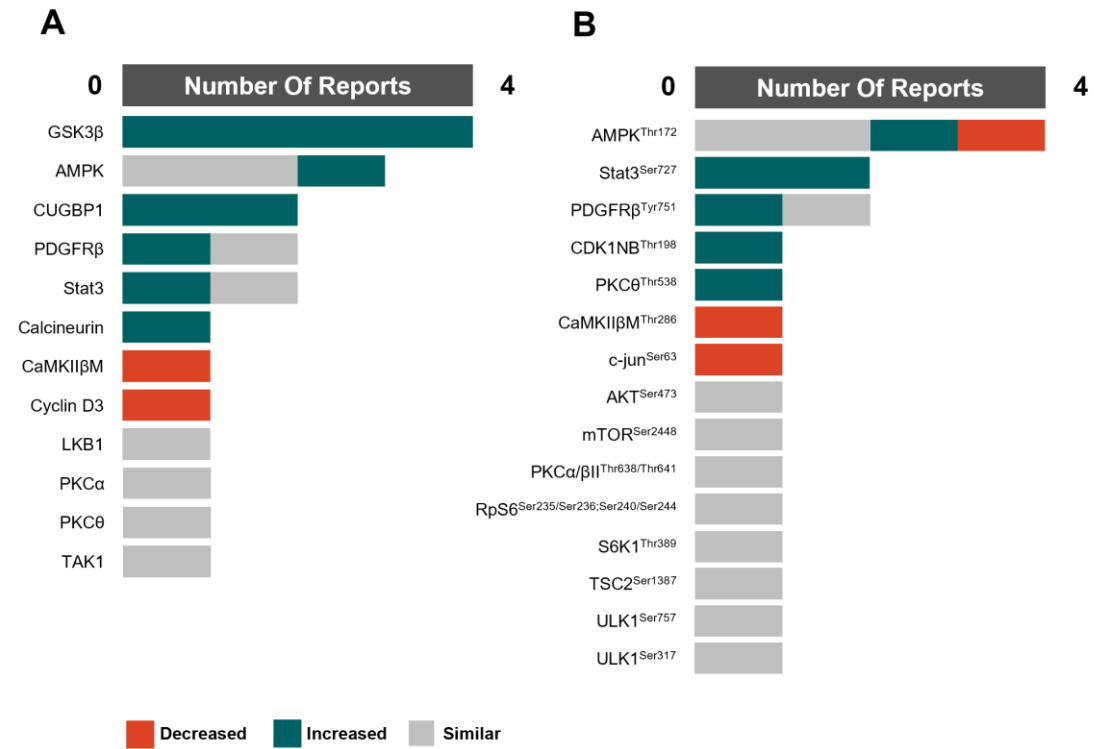 A
0 Number Of Reports 4
GSK3β
AMPK
CUGBP1
PDGFRβ
Stat3
Calcineurin
CaMKIIβM
Cyclin D3
LKB1
PKCα
PKCθ
TAK1
B
0 Number Of Reports 4
AMPKThr172
Stat3Ser727
PDGFRβTyr751
CDK1NBThr198
PKCθThr538
CaMKIIβMThr286
c-junSer63
AKTSer473
mTORSer2448
PKCα/βIIThr638/Thr641
RpS6Ser235/Ser236;Ser240/Ser244
S6K1Thr389
TSC2Ser1387
ULK1Ser757
ULK1Ser317
Decreased Increased Similar